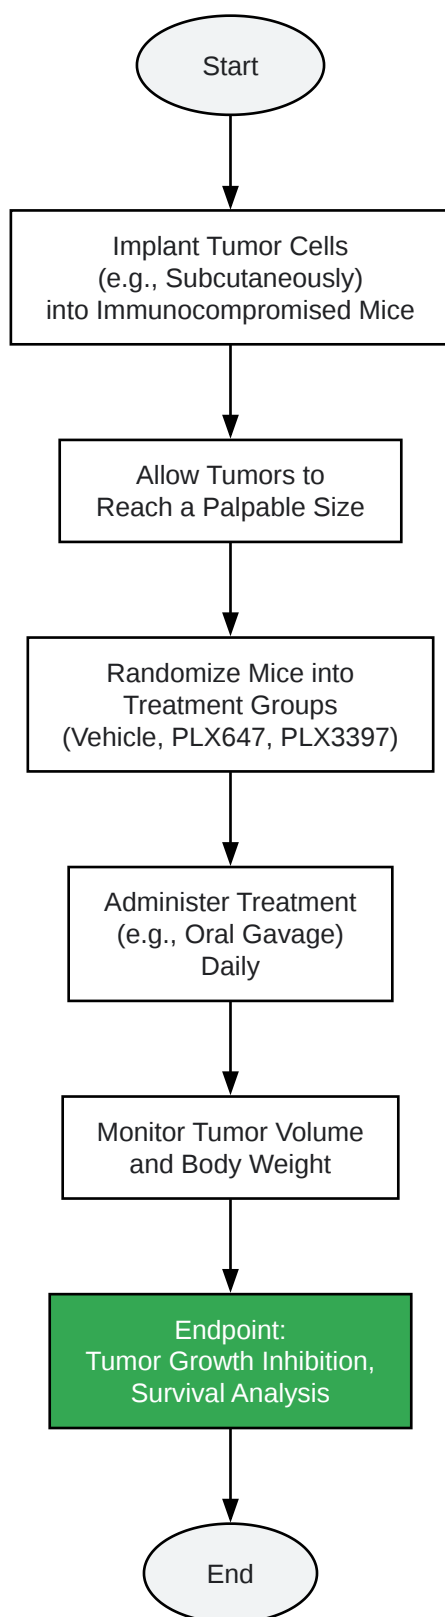 Start
Implant Tumor Cells
(e.g., Subcutaneously)
into Immunocompromised Mice
Allow Tumors to
Reach a Palpable Size
Randomize Mice into
Treatment Groups
(Vehicle, PLX647, PLX3397)
Administer Treatment
(e.g., Oral Gavage)
Daily
Monitor Tumor Volume
and Body Weight
Endpoint:
Tumor Growth Inhibition,
Survival Analysis
End